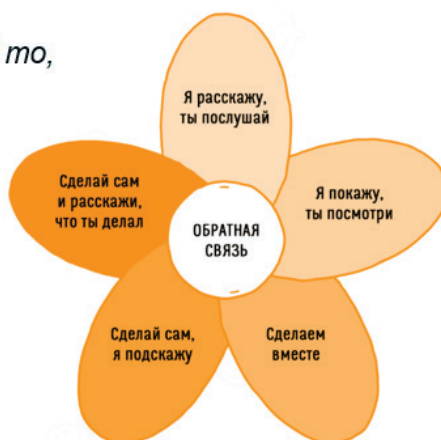 то,
Я расскажу,
ты послушай
Я покажу,
ты посмотри
Сделаем
вместе
Сделай сам,
я подскажу
Сделай сам
и расскажи,
что ты делал
ОБРАТНАЯ
СВЯЗЬ